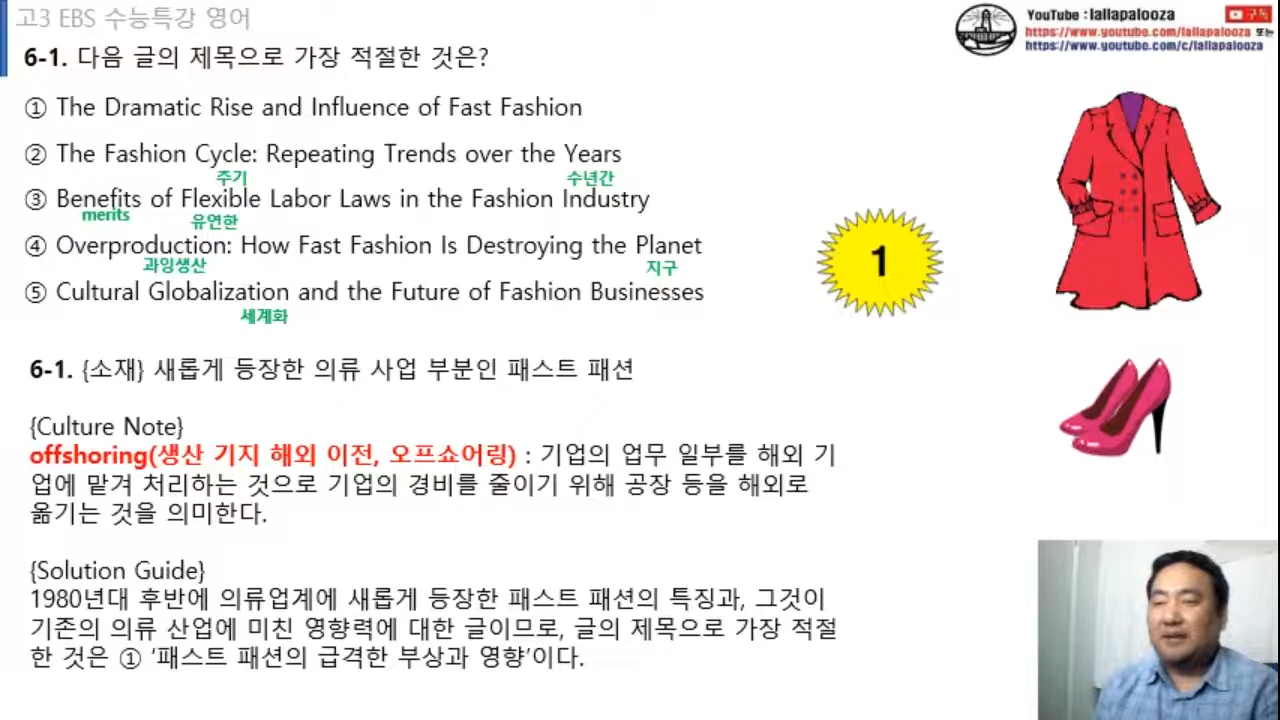 고3 EBS 수능특강 영어
YouTube : lallapalooza
구독
https://www.youtube.com/lallapalooza 또는
https://www.youtube.com/c/lallapalooza
6-1. 다음 글의 제목으로 가장 적절한 것은?
① The Dramatic Rise and Influence of Fast Fashion
② The Fashion Cycle: Repeating Trends over the Years
주기 수년간
③ Benefits of Flexible Labor Laws in the Fashion Industry
merits 유연한
④ Overproduction: How Fast Fashion Is Destroying the Planet
과잉생산 지구
⑤ Cultural Globalization and the Future of Fashion Businesses
세계화
1
6-1. {소재} 새롭게 등장한 의류 사업 부분인 패스트 패션
{Culture Note}
offshoring(생산 기지 해외 이전, 오프쇼어링) : 기업의 업무 일부를 해외 기
업에 맡겨 처리하는 것으로 기업의 경비를 줄이기 위해 공장 등을 해외로
옮기는 것을 의미한다.
{Solution Guide}
1980년대 후반에 의류업계에 새롭게 등장한 패스트 패션의 특징과, 그것이
기존의 의류 산업에 미친 영향력에 대한 글이므로, 글의 제목으로 가장 적절
한 것은 ① ‘패스트 패션의 급격한 부상과 영향’이다.